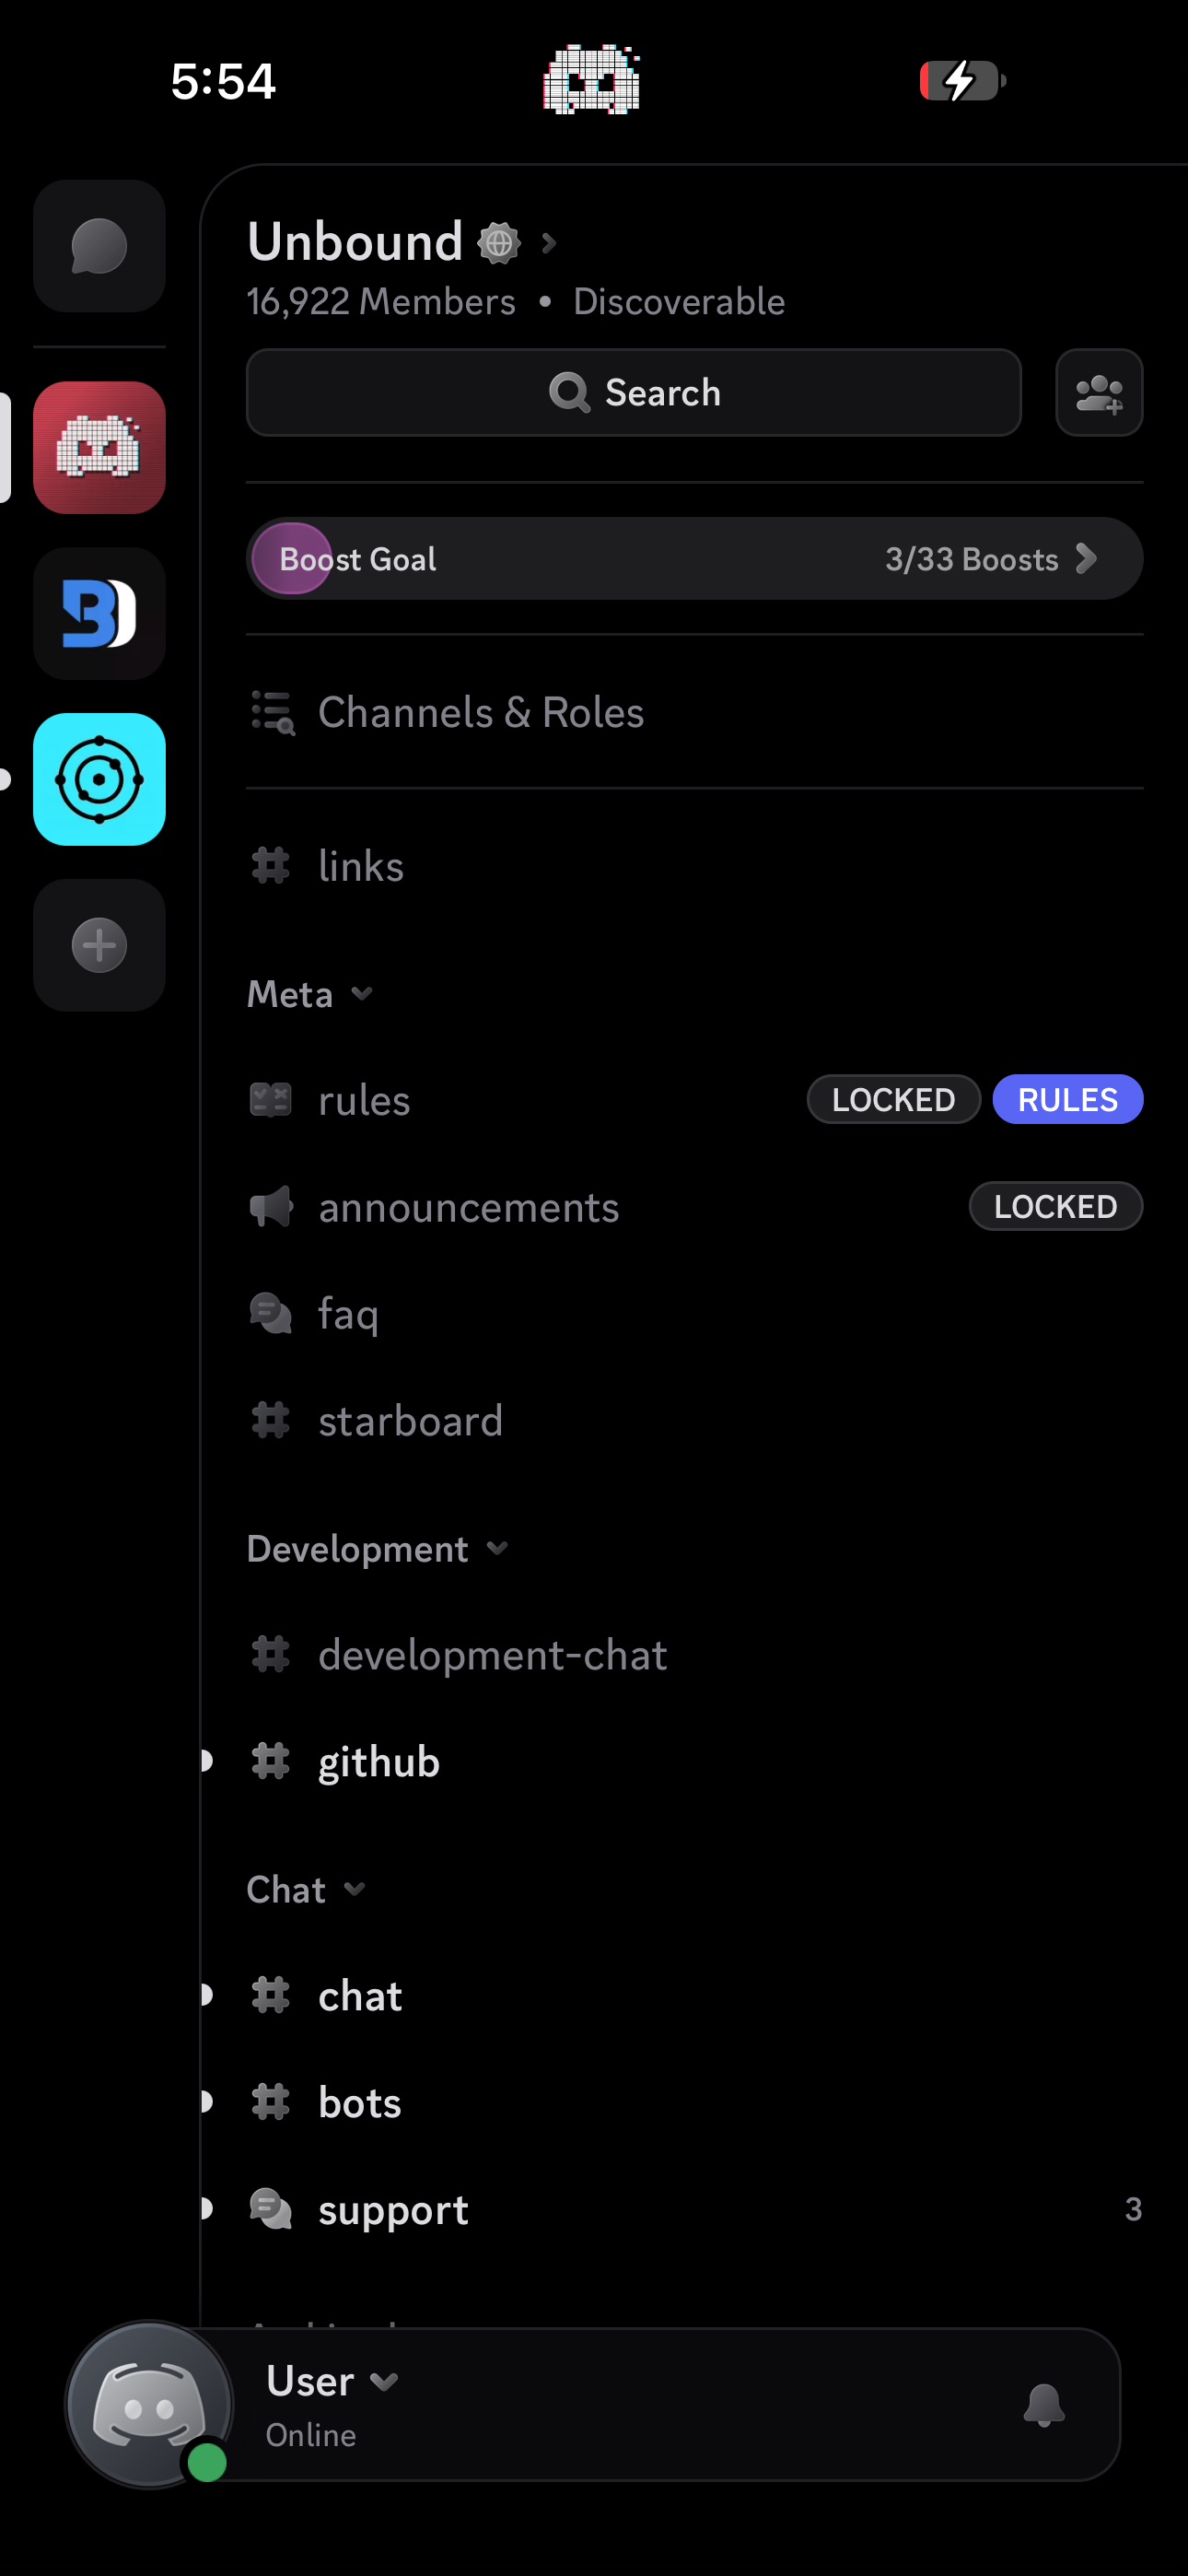 5:54
Unbound
16,922 Members • Discoverable
Search
Boost Goal 3/33 Boosts
Channels & Roles
links
Meta
rules LOCKED RULES
announcements LOCKED
faq
starboard
Development
development-chat
github
Chat
chat
bots
support 3
User
Online